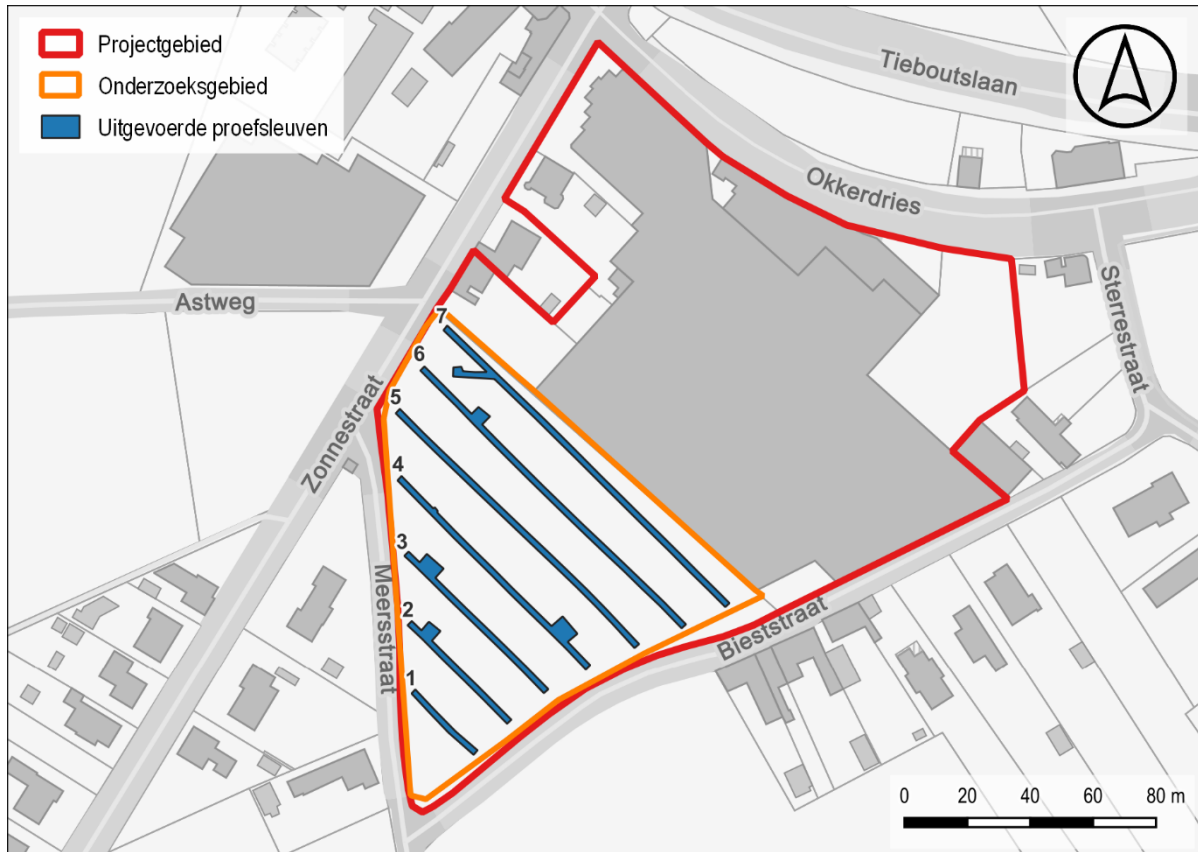 Projectgebied
Onderzoeksgebied
Uitgevoerde proefsleuven
Tieboutslaan
Okkerdries
Sterrestraat
Astweg
Zonnestraat
7
6
5
4
3
2
1
Meersstraat
Bieststraat
0 20 40 60 80 m